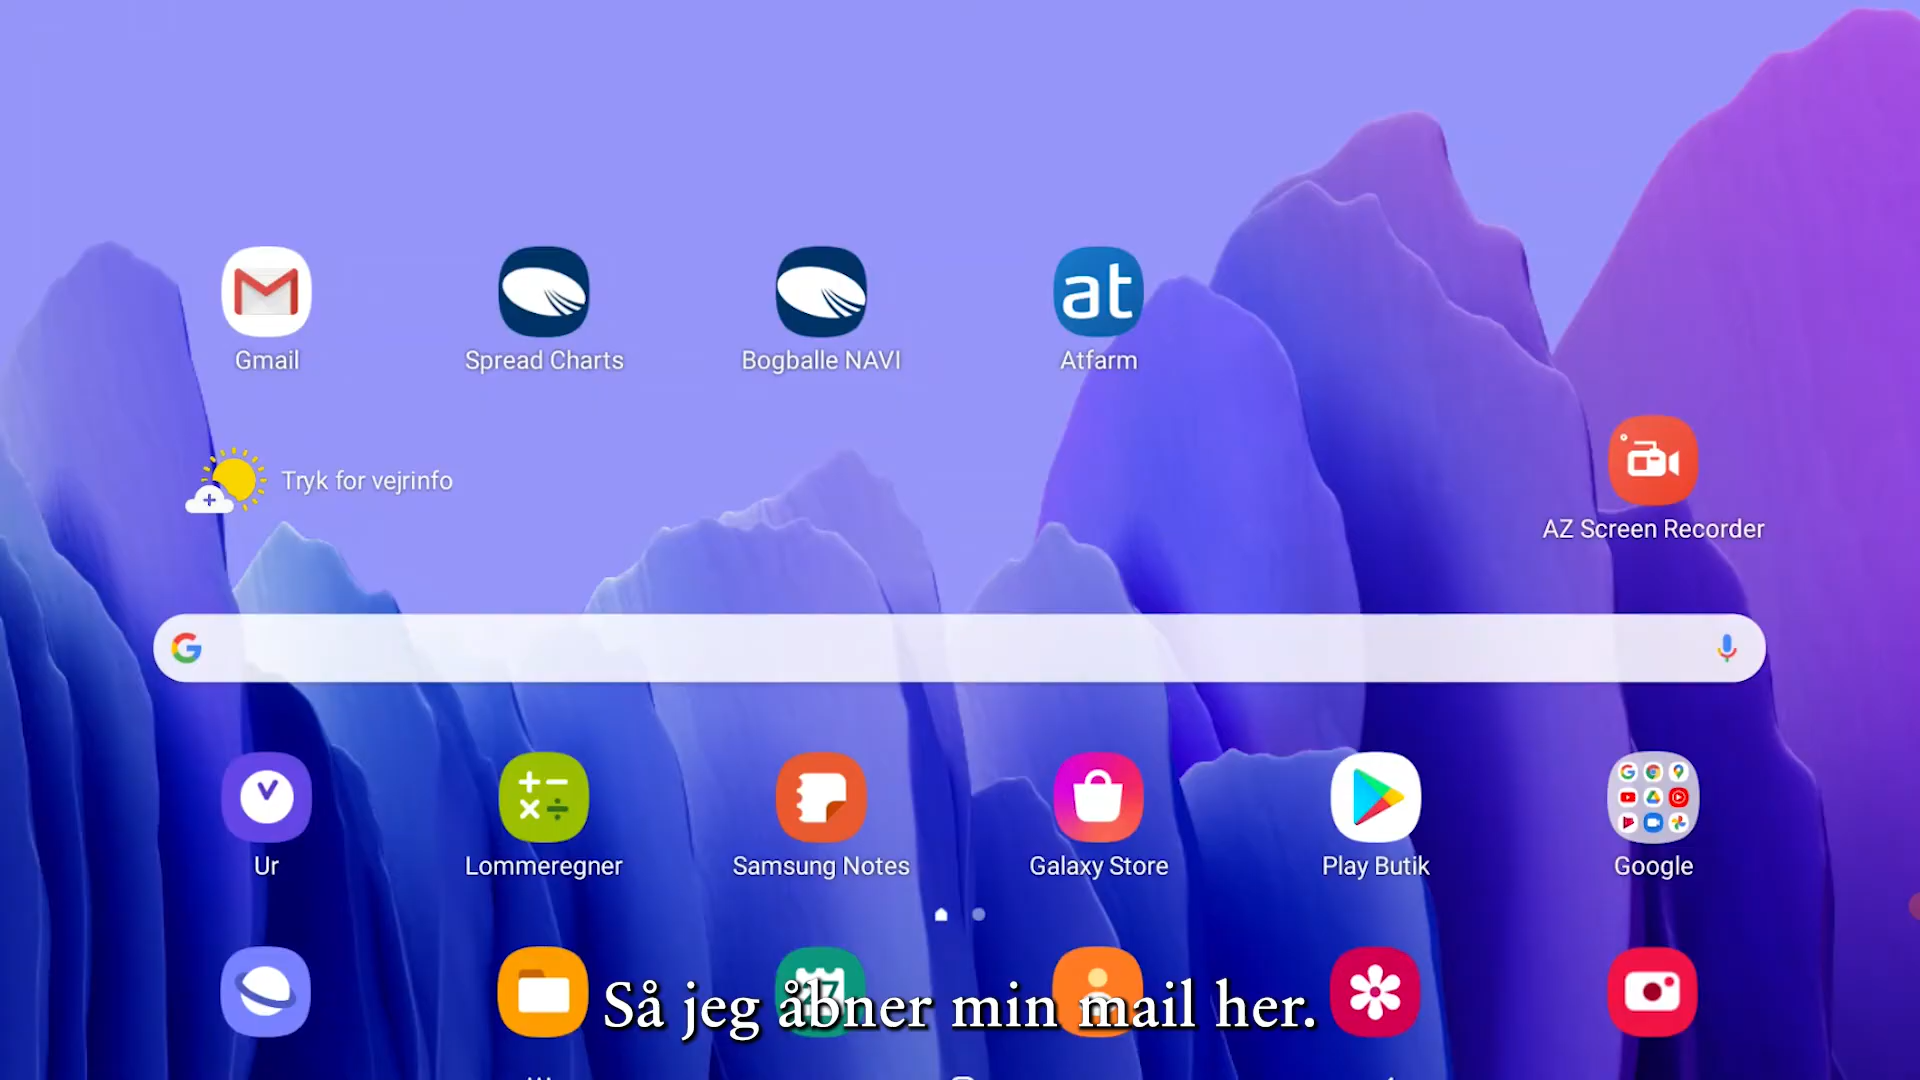 Gmail
Spread Charts
Bogballe NAVI
at
Atfarm
Tryk for vejrinfo
AZ Screen Recorder
Ur
Lommeregner
Samsung Notes
Galaxy Store
Play Butik
Google
Så jeg åbner min mail her.